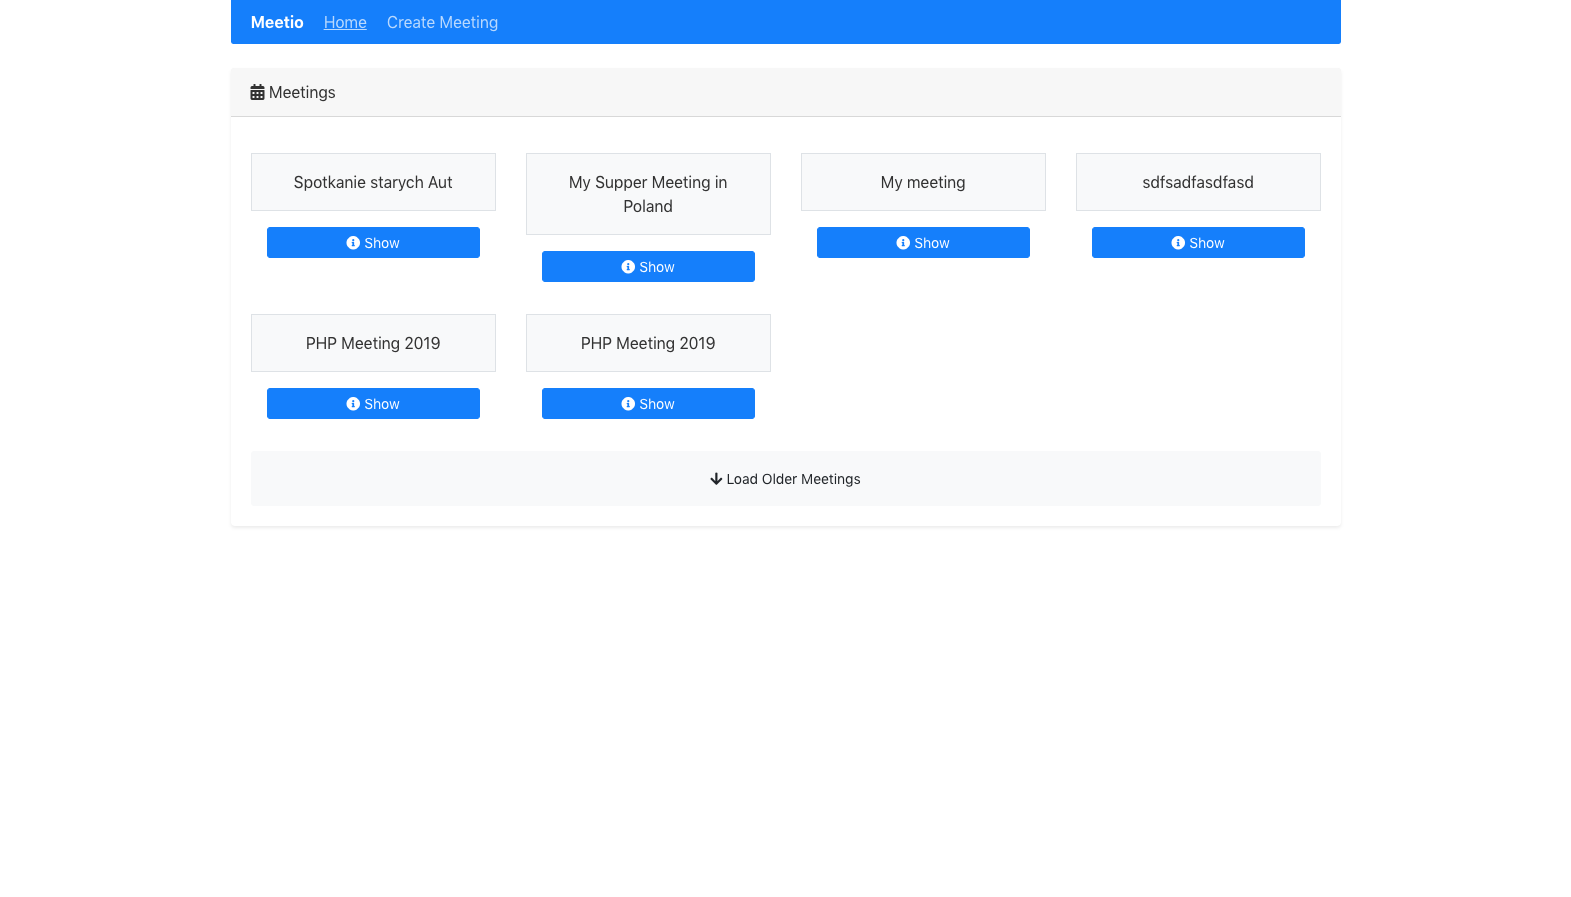 Meetio Home Create Meeting
Meetings
Spotkanie starych Aut
Show
My Supper Meeting in
Poland
Show
My meeting
Show
sdfsadfasdfasd
Show
PHP Meeting 2019
Show
PHP Meeting 2019
Show
Load Older Meetings